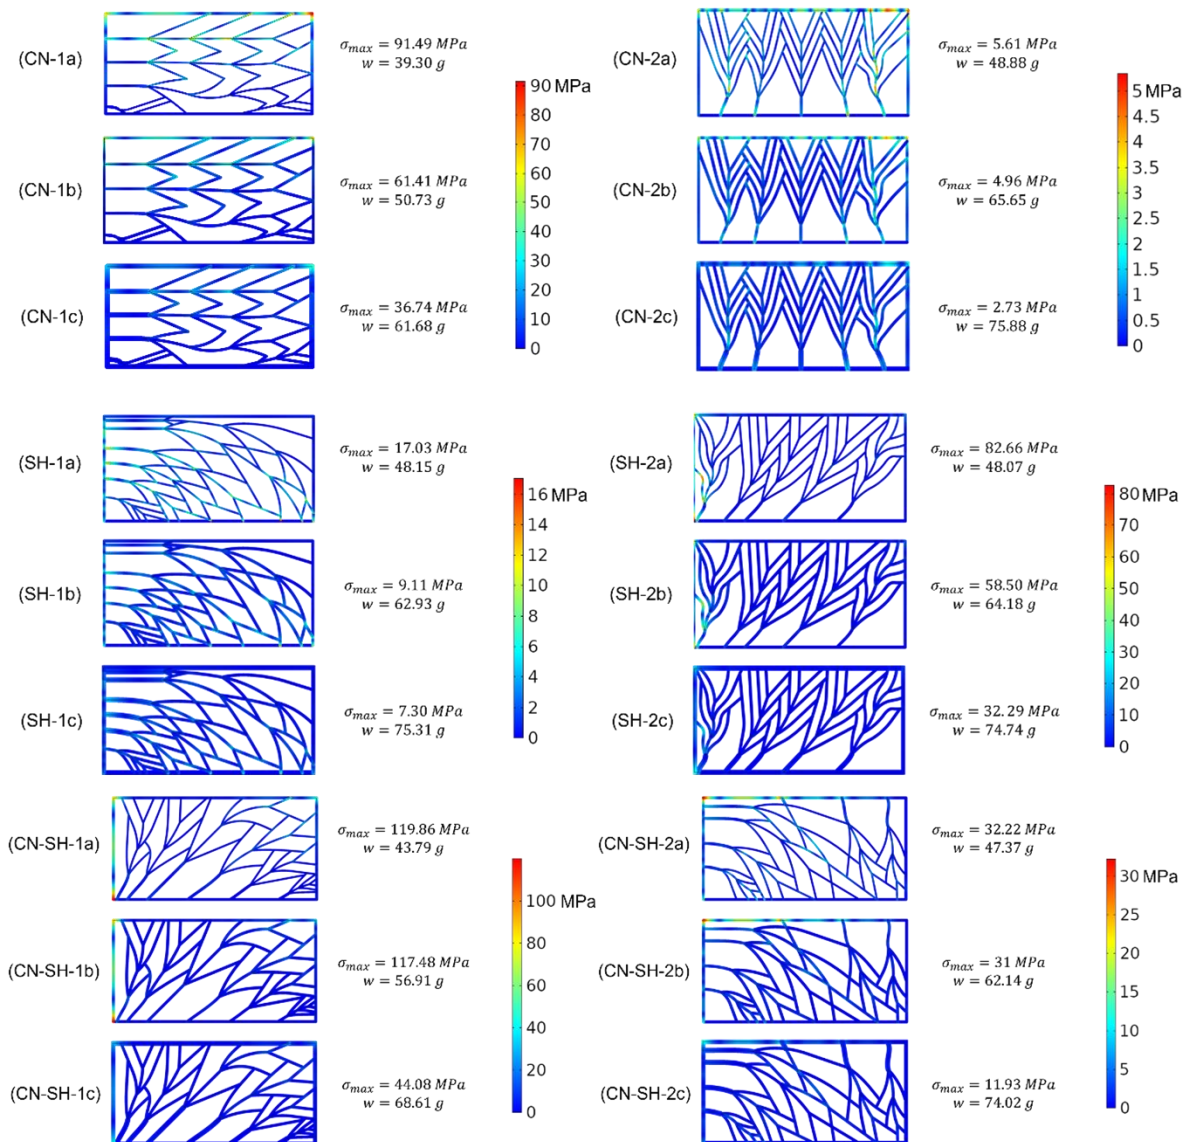 (CN-1a)
σmax = 91.49 MPa
w = 39.30 g
(CN-1b)
σmax = 61.41 MPa
w = 50.73 g
(CN-1c)
σmax = 36.74 MPa
w = 61.68 g
90 MPa
80
70
60
50
40
30
20
10
0
(CN-2a)
σmax = 5.61 MPa
w = 48.88 g
(CN-2b)
σmax = 4.96 MPa
w = 65.65 g
(CN-2c)
σmax = 2.73 MPa
w = 75.88 g
5 MPa
4.5
4
3.5
3
2.5
2
1.5
1
0.5
0
(SH-1a)
σmax = 17.03 MPa
w = 48.15 g
(SH-1b)
σmax = 9.11 MPa
w = 62.93 g
(SH-1c)
σmax = 7.30 MPa
w = 75.31 g
16 MPa
14
12
10
8
6
4
2
0
(SH-2a)
σmax = 82.66 MPa
w = 48.07 g
(SH-2b)
σmax = 58.50 MPa
w = 64.18 g
(SH-2c)
σmax = 32. 29 MPa
w = 74.74 g
80 MPa
70
60
50
40
30
20
10
0
(CN-SH-1a)
σmax = 119.86 MPa
w = 43.79 g
(CN-SH-1b)
σmax = 117.48 MPa
w = 56.91 g
(CN-SH-1c)
σmax = 44.08 MPa
w = 68.61 g
100 MPa
80
60
40
20
0
(CN-SH-2a)
σmax = 32.22 MPa
w = 47.37 g
(CN-SH-2b)
σmax = 31 MPa
w = 62.14 g
(CN-SH-2c)
σmax = 11.93 MPa
w = 74.02 g
30 MPa
25
20
15
10
5
0